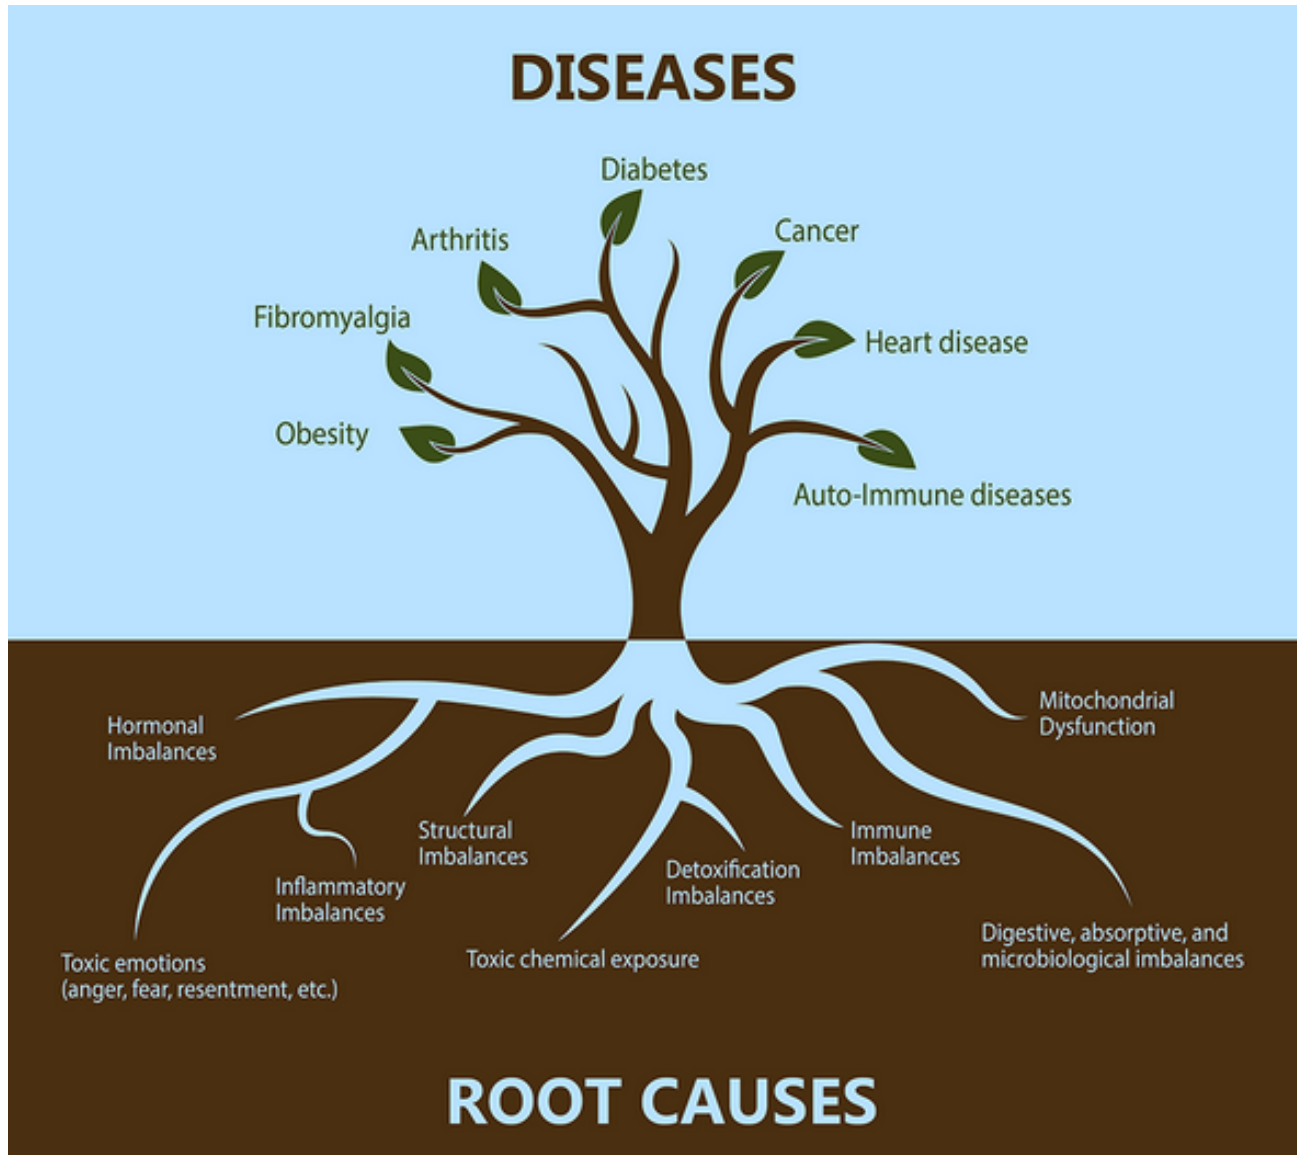 DISEASES
Diabetes
Arthritis
Cancer
Fibromyalgia
Heart disease
Obesity
Auto-Immune diseases
Hormonal
Imbalances
Mitochondrial
Dysfunction
Structural
Imbalances
Immune
Imbalances
Inflammatory
Imbalances
Detoxification
Imbalances
Toxic emotions
(anger, fear, resentment, etc.)
Toxic chemical exposure
Digestive, absorptive, and
microbiological imbalances
ROOT CAUSES